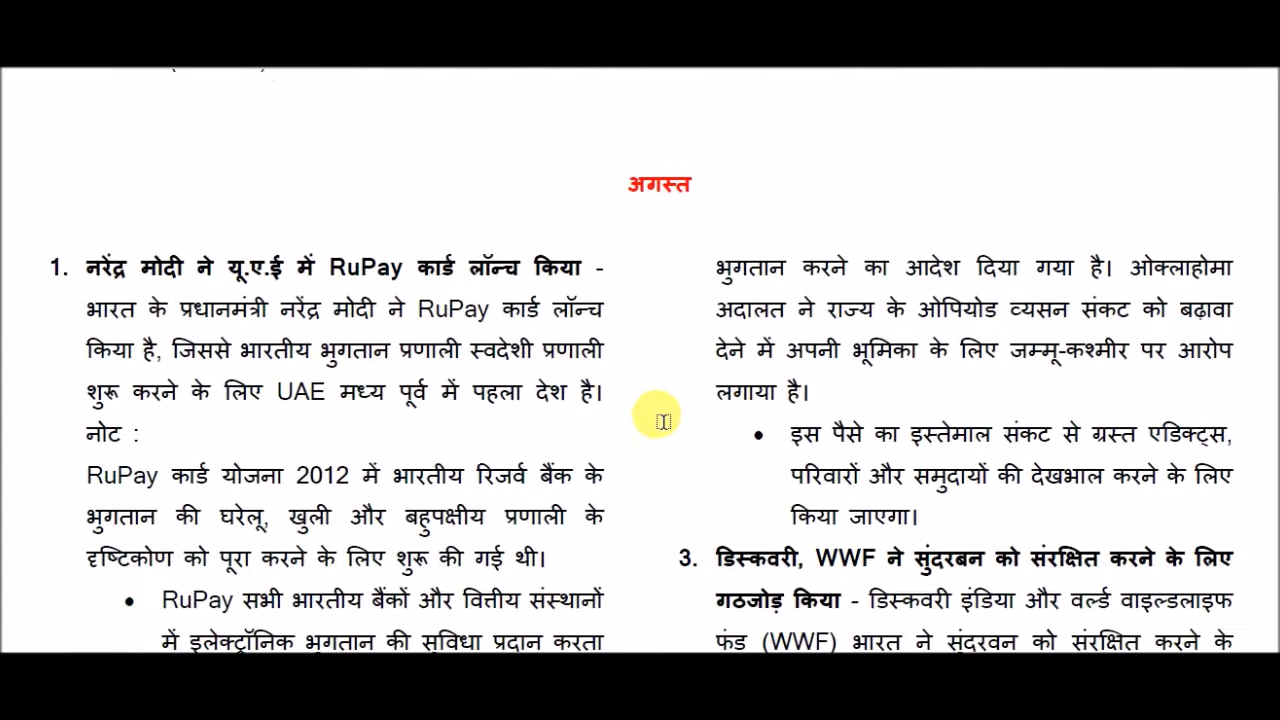 अगस्त
1. नरेंद्र मोदी ने यू.ए.ई में RuPay कार्ड लॉन्च किया -
भारत के प्रधानमंत्री नरेंद्र मोदी ने RuPay कार्ड लॉन्च
किया है, जिससे भारतीय भुगतान प्रणाली स्वदेशी प्रणाली
शुरू करने के लिए UAE मध्य पूर्व में पहला देश है।
नोट :
RuPay कार्ड योजना 2012 में भारतीय रिजर्व बैंक के
भुगतान की घरेलू, खुली और बहुपक्षीय प्रणाली के
दृष्टिकोण को पूरा करने के लिए शुरू की गई थी।
• RuPay सभी भारतीय बैंकों और वित्तीय संस्थानों
में इलेक्ट्रॉनिक भुगतान की सुविधा प्रदान करता
भुगतान करने का आदेश दिया गया है। ओक्लाहोमा
अदालत ने राज्य के ओपियोड व्यसन संकट को बढ़ावा
देने में अपनी भूमिका के लिए जम्मू-कश्मीर पर आरोप
लगाया है।
• इस पैसे का इस्तेमाल संकट से ग्रस्त एडिक्ट्स,
परिवारों और समुदायों की देखभाल करने के लिए
किया जाएगा।
3. डिस्कवरी, WWF ने सुंदरबन को संरक्षित करने के लिए
गठजोड़ किया - डिस्कवरी इंडिया और वर्ल्ड वाइल्डलाइफ
फंड (WWF) भारत ने सुंदरवन को संरक्षित करने के